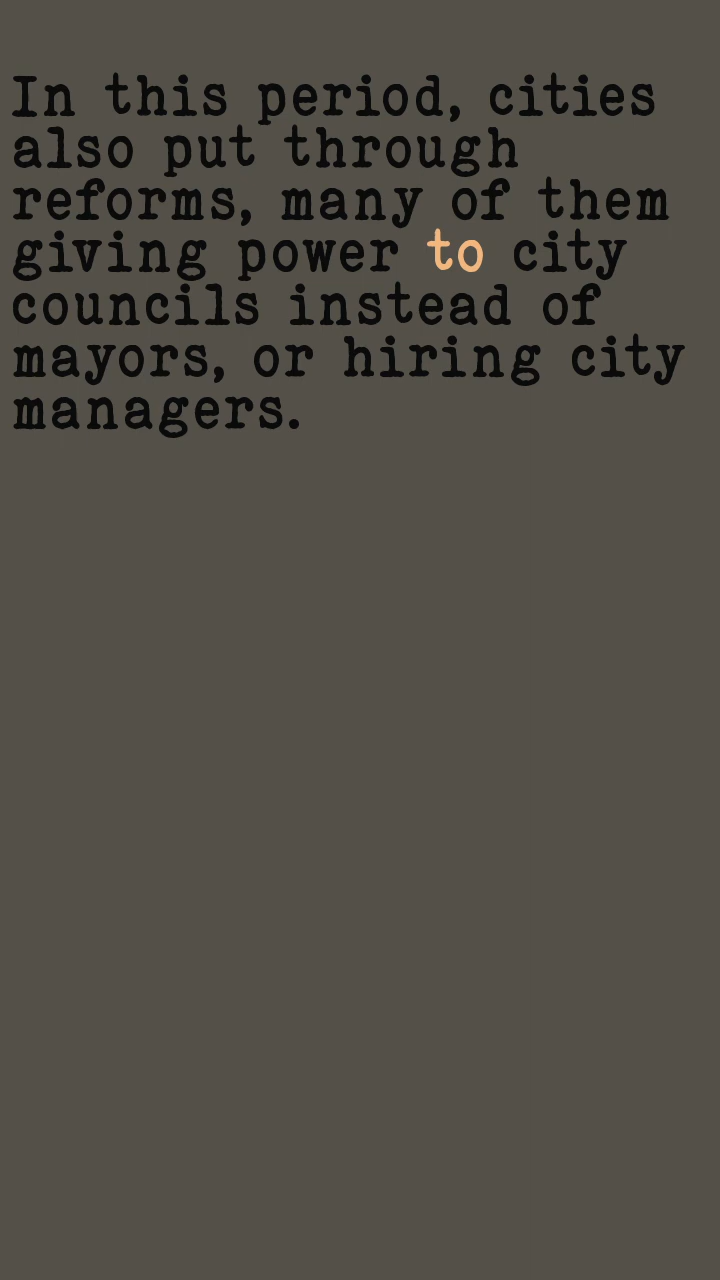 In this period, cities
also put through
reforms, many of them
giving power to city
councils instead of
mayors, or hiring city
managers.